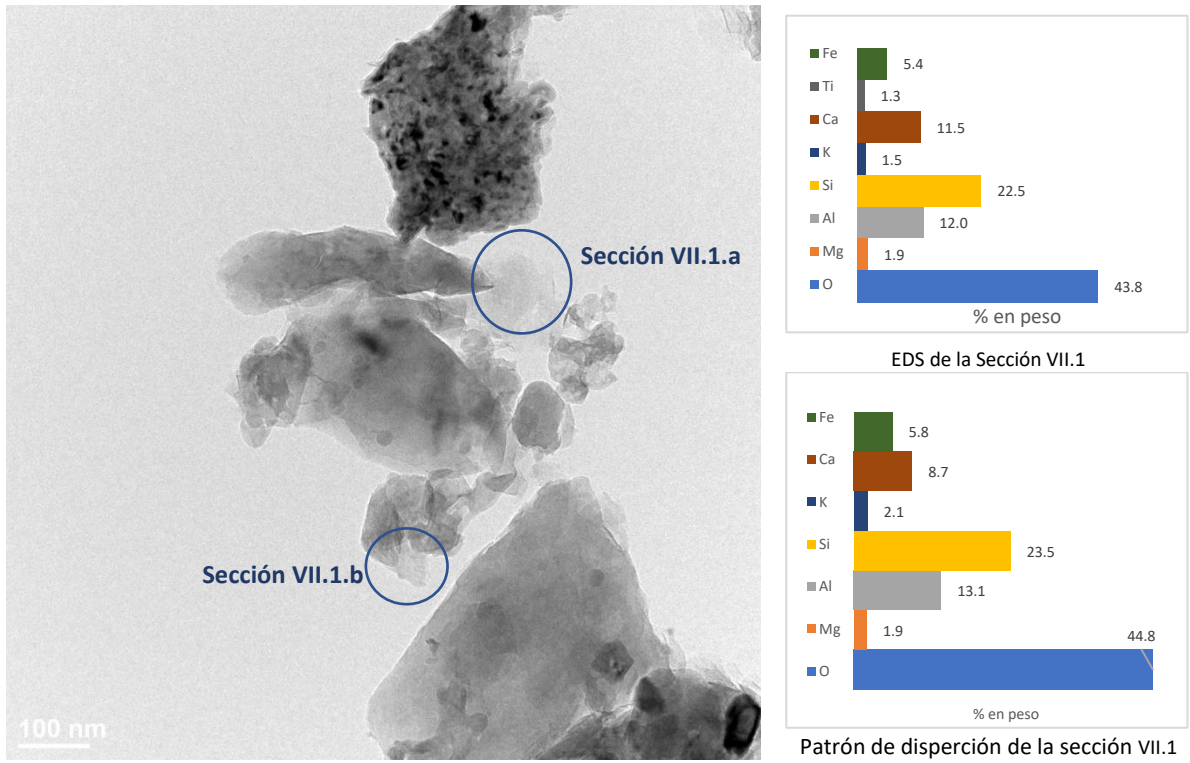 Sección VII.1.a
Sección VII.1.b
100 nm
Fe
5.4
Ti
1.3
Ca
11.5
K
1.5
Si
22.5
Al
12.0
Mg
1.9
O
43.8
% en peso
EDS de la Sección VII.1
Fe
5.8
Ca
8.7
K
2.1
Si
23.5
Al
13.1
Mg
1.9
44.8
O
% en peso
Patrón de disperción de la sección VII.1